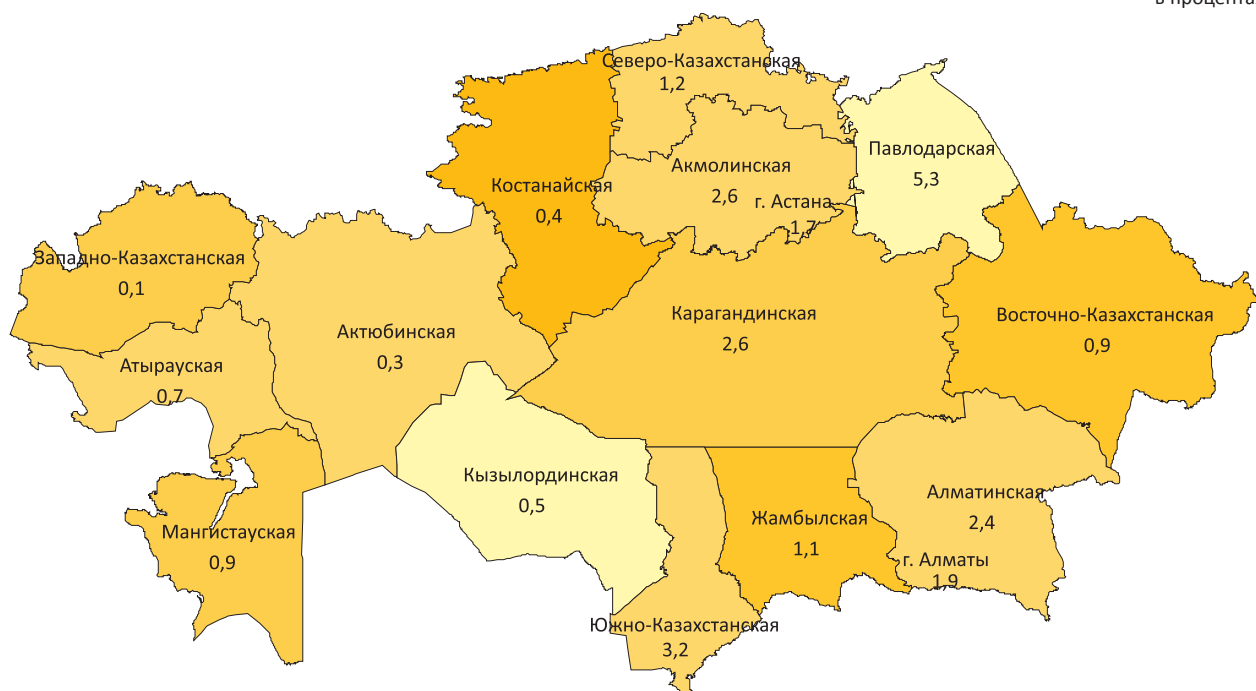 в процентах
Северо-Казахстанская
1,2
Павлодарская
5,3
Акмолинская
2,6
г. Астана
1,7
Костанайская
0,4
Западно-Казахстанская
0,1
Карагандинская
2,6
Восточно-Казахстанская
0,9
Актюбинская
0,3
Атырауская
0,7
Кызылординская
0,5
Алматинская
2,4
Жамбылская
1,1
Мангистауская
0,9
г. Алматы
1,9
Южно-Казахстанская
3,2